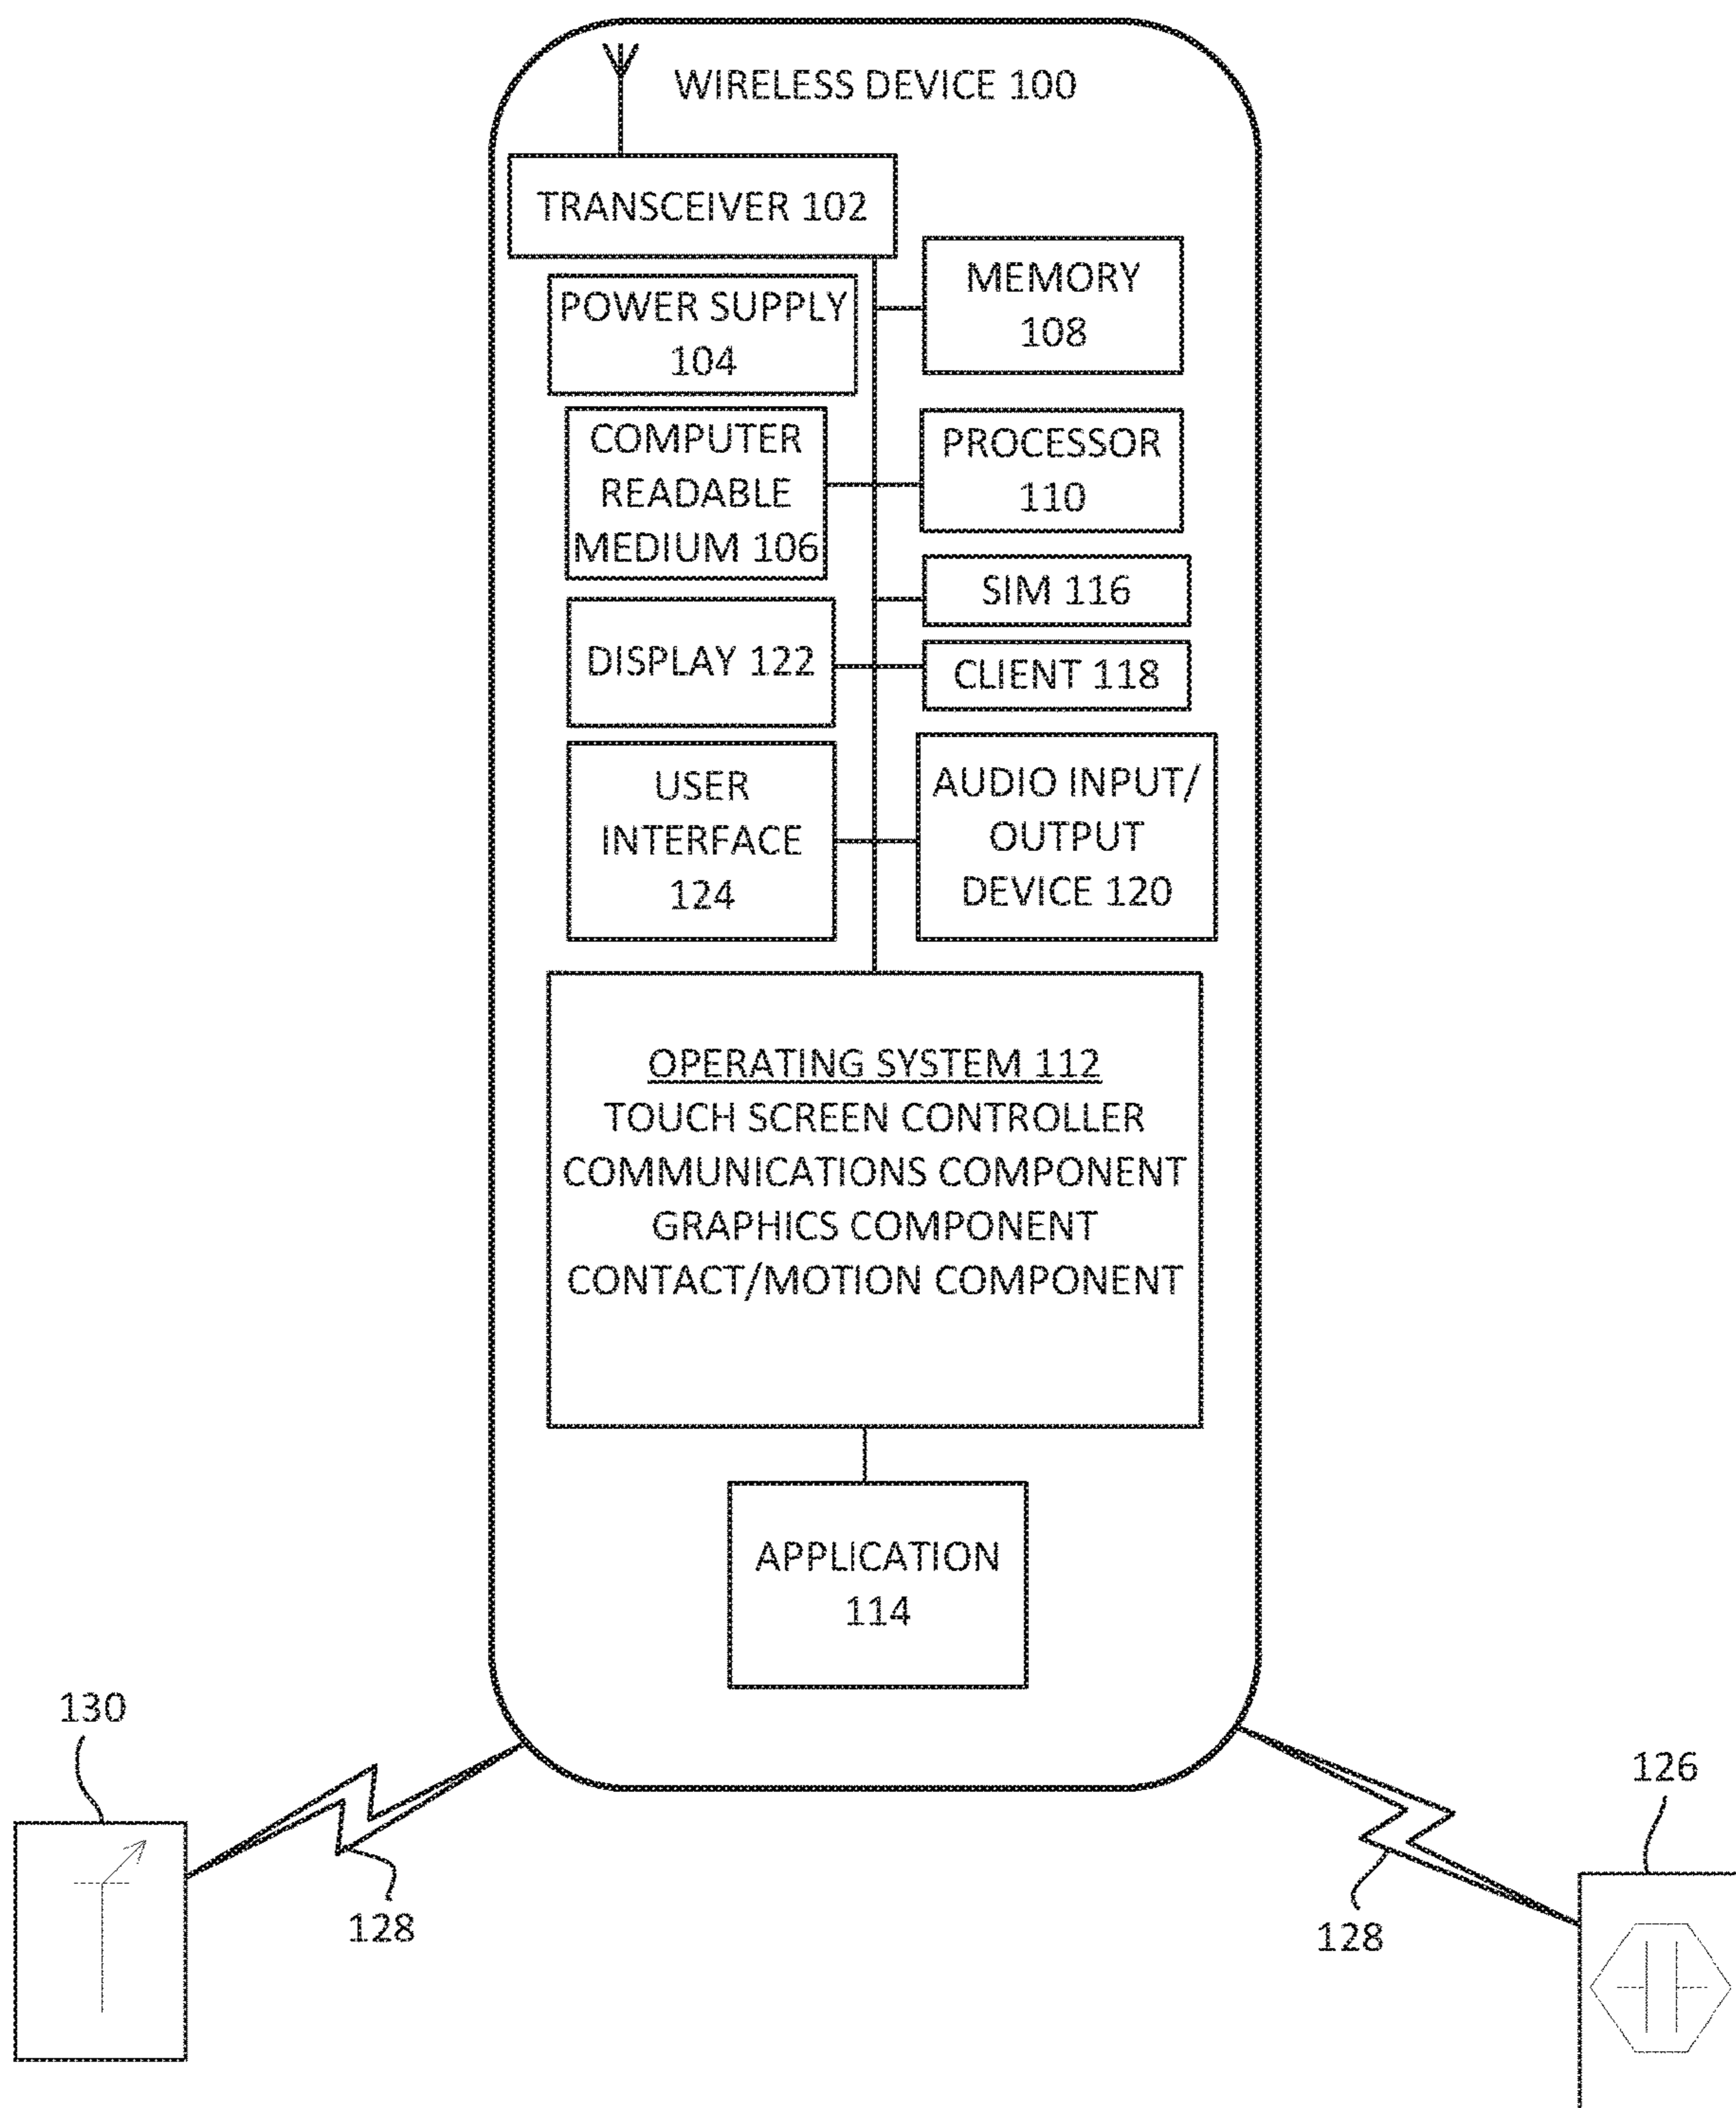 WIRELESS DEVICE 100
TRANSCEIVER 102
POWER SUPPLY
104
MEMORY
108
COMPUTER
READABLE
MEDIUM 106
PROCESSOR
110
SIM 116
DISPLAY 122
CLIENT 118
USER
INTERFACE
124
AUDIO INPUT/
OUTPUT
DEVICE 120
OPERATING SYSTEM 112
TOUCH SCREEN CONTROLLER
COMMUNICATIONS COMPONENT
GRAPHICS COMPONENT
CONTACT/MOTION COMPONENT
APPLICATION
114
130
128
126
128